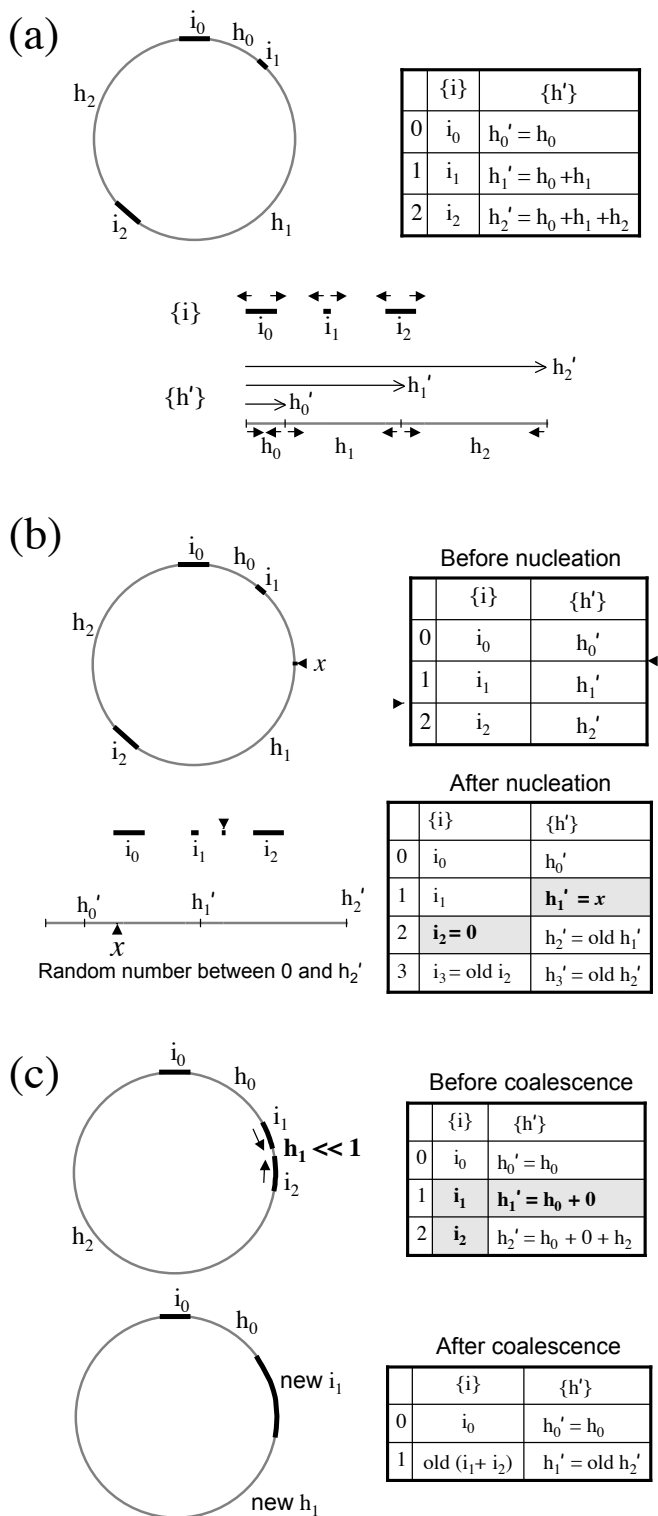 (a)
i₀
h₀
i₁
h₂
i₂
h₁
{i} {h'}
0 i₀ h₀' = h₀
1 i₁ h₁' = h₀ +h₁
2 i₂ h₂' = h₀ +h₁ +h₂
{i}
i₀ i₁ i₂
{h'}
h₂'
h₁'
h₀'
h₀ h₁ h₂
(b)
i₀
h₀
i₁
h₂
x
i₂
h₁
Before nucleation
{i} {h'}
0 i₀ h₀'
1 i₁ h₁'
2 i₂ h₂'
i₀ i₁ i₂
h₀' h₁' h₂'
x
Random number between 0 and h₂'
After nucleation
{i} {h'}
0 i₀ h₀'
1 i₁ h₁' = x
2 i₂ = 0 h₂' = old h₁'
3 i₃ = old i₂ h₃' = old h₂'
(c)
i₀
h₀
i₁
h₁ << 1
i₂
h₂
Before coalescence
{i} {h'}
0 i₀ h₀' = h₀
1 i₁ h₁' = h₀ + 0
2 i₂ h₂' = h₀ + 0 + h₂
i₀
h₀
new i₁
new h₁
After coalescence
{i} {h'}
0 i₀ h₀' = h₀
1 old (i₁+ i₂) h₁' = old h₂'